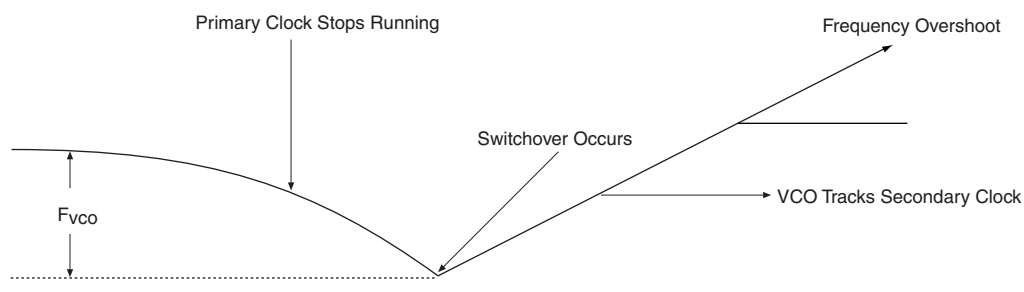 Primary Clock Stops Running
Frequency Overshoot
Switchover Occurs
VCO Tracks Secondary Clock
FVCO